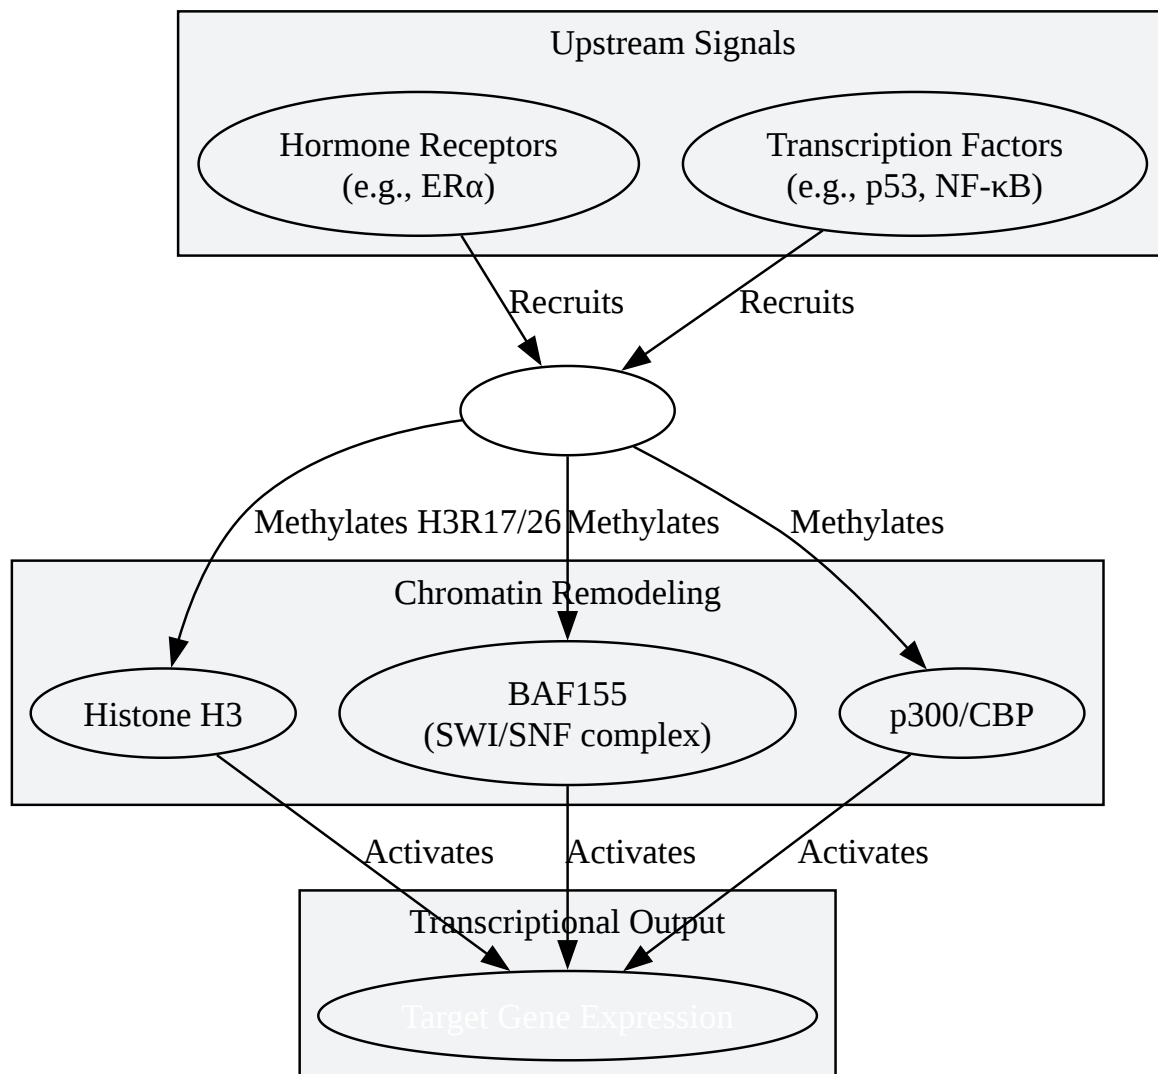 Upstream Signals
Hormone Receptors
(e.g., ERα)
Transcription Factors
(e.g., p53, NF-κB)
Recruits
Recruits
Methylates H3R17/26
Methylates
Methylates
Chromatin Remodeling
Histone H3
BAF155
(SWI/SNF complex)
p300/CBP
Activates
Activates
Activates
Transcriptional Output
Target Gene Expression